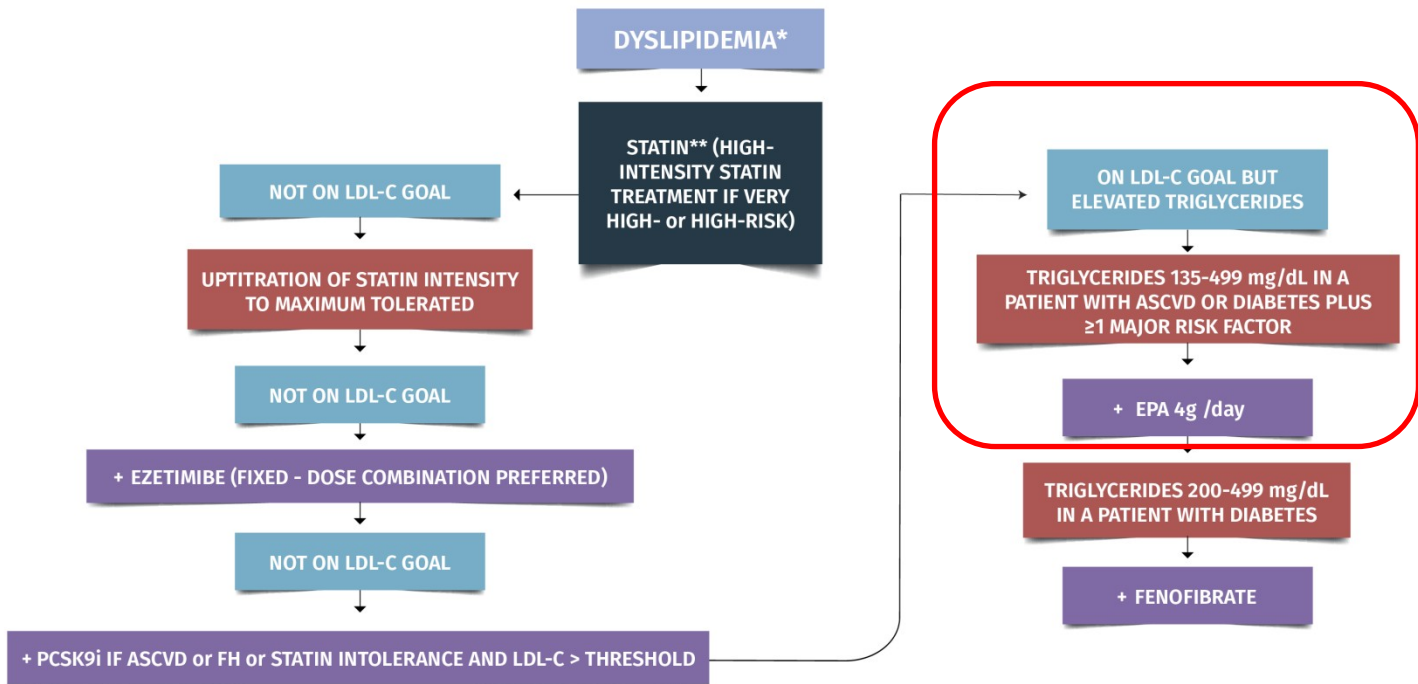 DYSLIPIDEMIA*
STATIN** (HIGH-
INTENSITY STATIN
TREATMENT IF VERY
HIGH- or HIGH-RISK)
NOT ON LDL-C GOAL
UPTITRATION OF STATIN INTENSITY
TO MAXIMUM TOLERATED
NOT ON LDL-C GOAL
+ EZETIMIBE (FIXED - DOSE COMBINATION PREFERRED)
NOT ON LDL-C GOAL
+ PCSK9i IF ASCVD or FH or STATIN INTOLERANCE AND LDL-C > THRESHOLD
ON LDL-C GOAL BUT
ELEVATED TRIGLYCERIDES
TRIGLYCERIDES 135-499 mg/dL IN A
PATIENT WITH ASCVD OR DIABETES PLUS
≥1 MAJOR RISK FACTOR
+ EPA 4g /day
TRIGLYCERIDES 200-499 mg/dL
IN A PATIENT WITH DIABETES
+ FENOFIBRATE